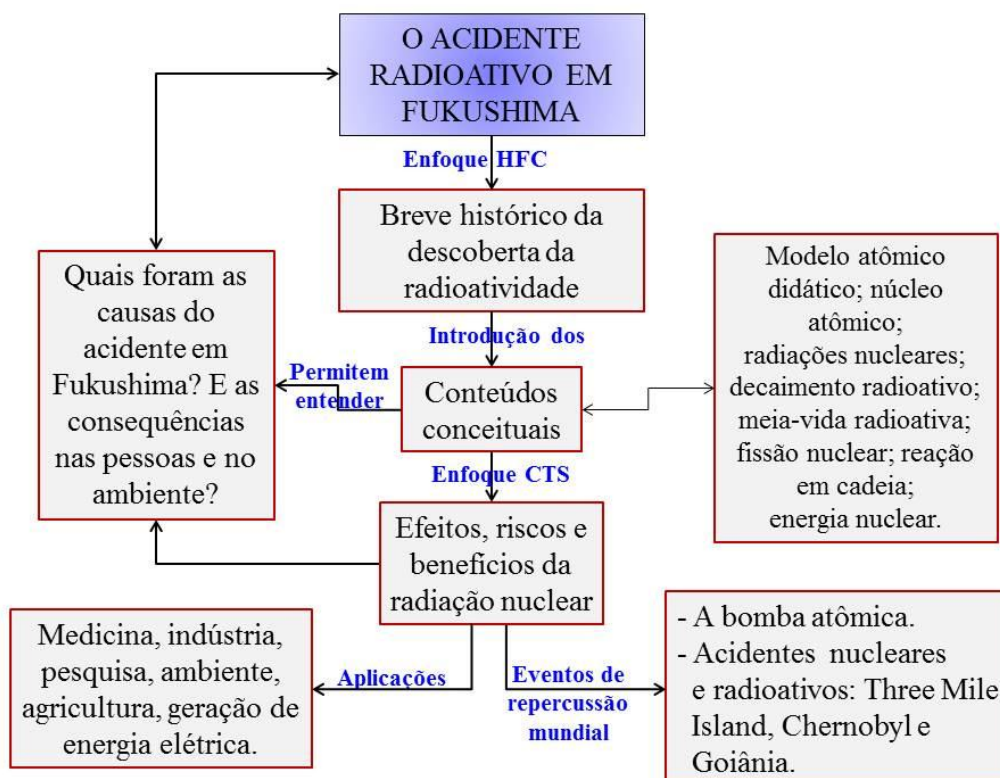 O ACIDENTE
RADIOATIVO EM
FUKUSHIMA
Enfoque HFC
Breve histórico da
descoberta da
radioatividade
Introdução dos
Conteúdos
conceituais
Permitem
entender
Quais foram as
causas do
acidente em
Fukushima? E as
consequências
nas pessoas e no
ambiente?
Modelo atômico
didático; núcleo
atômico;
radiações nucleares;
decaimento radioativo;
meia-vida radioativa;
fissão nuclear; reação
em cadeia;
energia nuclear.
Enfoque CTS
Efeitos, riscos e
benefícios da
radiação nuclear
Aplicações
Medicina, indústria,
pesquisa, ambiente,
agricultura, geração de
energia elétrica.
Eventos de
repercussão
mundial
- A bomba atômica.
- Acidentes nucleares
e radioativos: Three Mile
Island, Chernobyl e
Goiânia.